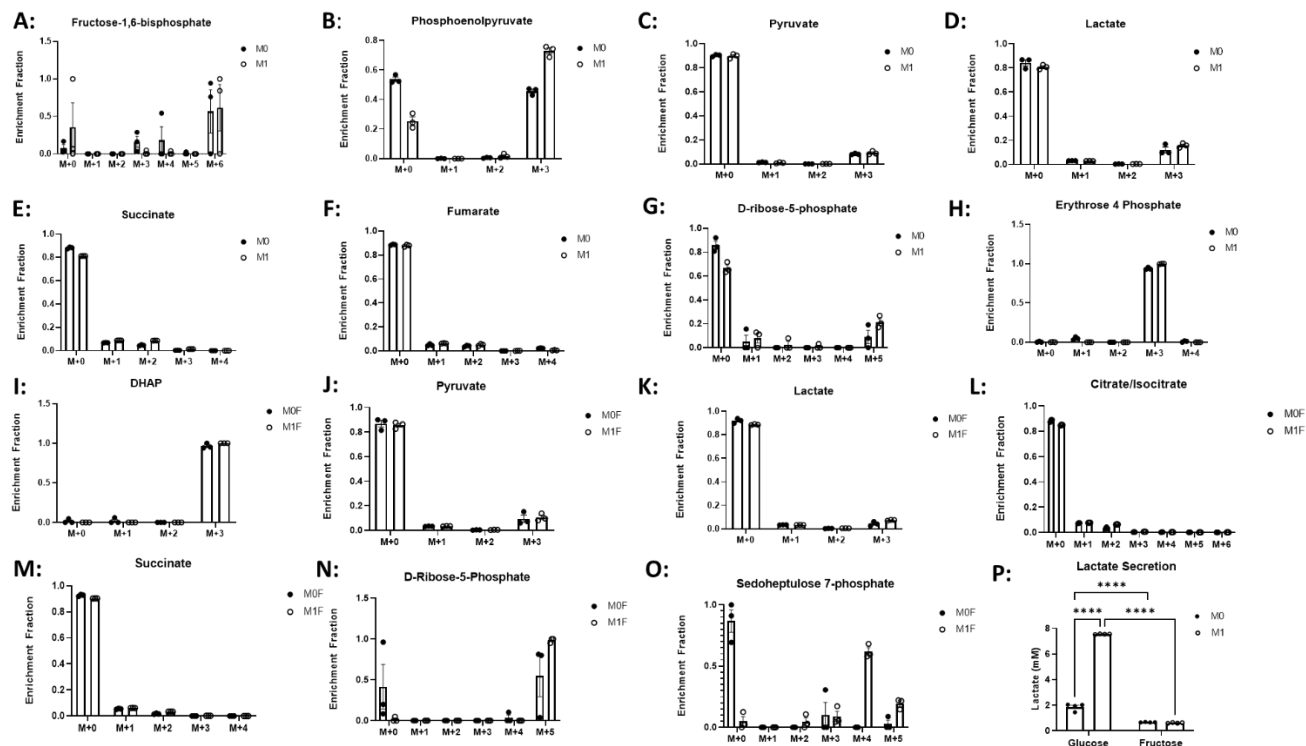 A: Fructose-1,6-bisphosphate
Enrichment Fraction
1.5
1.0
0.5
0.0
M+0 M+1 M+2 M+3 M+4 M+5 M+6
M0
M1
B: Phosphoenolpyruvate
Enrichment Fraction
0.8
0.6
0.4
0.2
0.0
M+0 M+1 M+2 M+3
M0
M1
C: Pyruvate
Enrichment Fraction
1.0
0.8
0.6
0.4
0.2
0.0
M+0 M+1 M+2 M+3
M0
M1
D: Lactate
Enrichment Fraction
1.0
0.8
0.6
0.4
0.2
0.0
M+0 M+1 M+2 M+3
M0
M1
E: Succinate
Enrichment Fraction
1.0
0.8
0.6
0.4
0.2
0.0
M+0 M+1 M+2 M+3 M+4
M0
M1
F: Fumarate
Enrichment Fraction
1.0
0.8
0.6
0.4
0.2
0.0
M+0 M+1 M+2 M+3 M+4
M0
M1
G: D-ribose-5-phosphate
Enrichment Fraction
1.0
0.8
0.6
0.4
0.2
0.0
M+0 M+1 M+2 M+3 M+4 M+5
M0
M1
H: Erythrose 4 Phosphate
Enrichment Fraction
1.5
1.0
0.5
0.0
M+0 M+1 M+2 M+3 M+4
M0
M1
I: DHAP
Enrichment Fraction
1.5
1.0
0.5
0.0
M+0 M+1 M+2 M+3
M0F
M1F
J: Pyruvate
Enrichment Fraction
1.0
0.8
0.6
0.4
0.2
0.0
M+0 M+1 M+2 M+3
M0F
M1F
K: Lactate
Enrichment Fraction
1.0
0.8
0.6
0.4
0.2
0.0
M+0 M+1 M+2 M+3
M0F
M1F
L: Citrate/Isocitrate
Enrichment Fraction
1.0
0.8
0.6
0.4
0.2
0.0
M+0 M+1 M+2 M+3 M+4 M+5 M+6
M0F
M1F
M: Succinate
Enrichment Fraction
1.0
0.8
0.6
0.4
0.2
0.0
M+0 M+1 M+2 M+3 M+4
M0F
M1F
N: D-Ribose-5-Phosphate
Enrichment Fraction
1.5
1.0
0.5
0.0
M+0 M+1 M+2 M+3 M+4 M+5
M0F
M1F
O: Sedoheptulose 7-phosphate
Enrichment Fraction
1.0
0.5
0.0
M+0 M+1 M+2 M+3 M+4 M+5
M0F
M1F
P: Lactate Secretion
Lactate (mM)
8
6
4
2
0
****
**** ****
Glucose Fructose
M0
M1